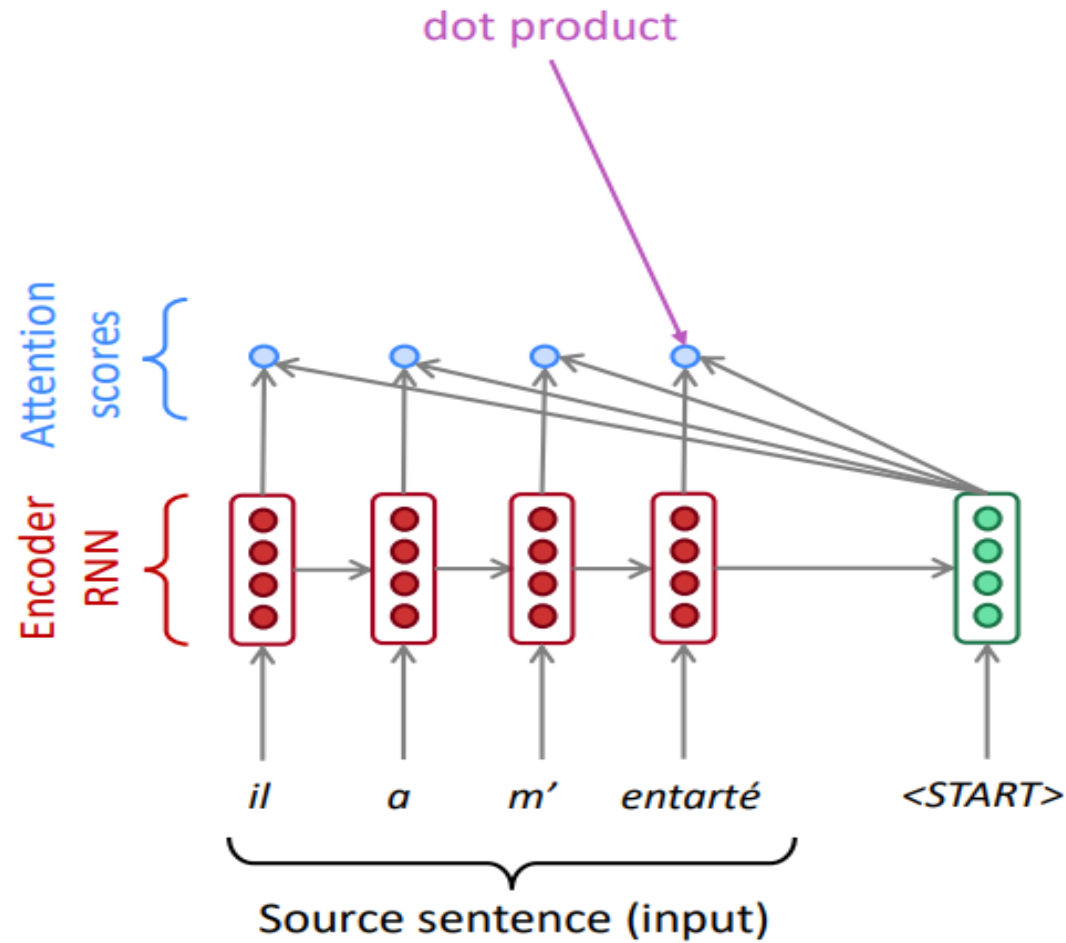 dot product
Attention
scores
Encoder
RNN
il a m’ entarté <START>
Source sentence (input)